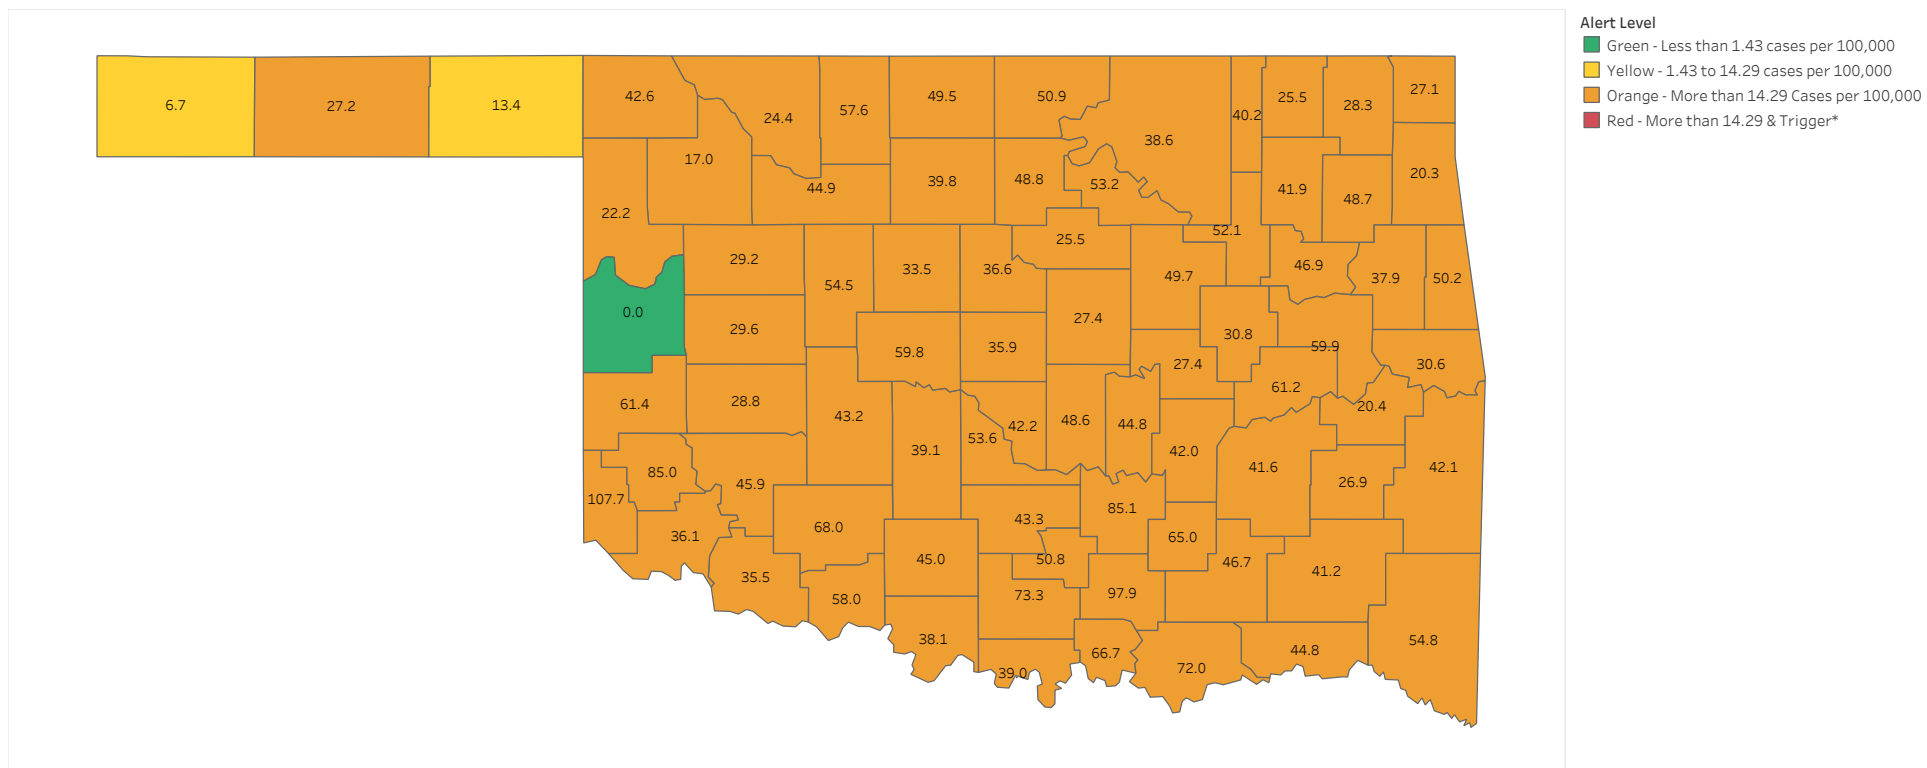 Alert Level
Green - Less than 1.43 cases per 100,000
Yellow - 1.43 to 14.29 cases per 100,000
Orange - More than 14.29 Cases per 100,000
Red - More than 14.29 & Trigger*
6.7 27.2 13.4 42.6 24.4 57.6 49.5 50.9 38.6 40.2 25.5 28.3 27.1
17.0 44.9 39.8 48.8 53.2 41.9 48.7 20.3
22.2 29.2 54.5 33.5 36.6 25.5 49.7 52.1 46.9 37.9 50.2
0.0 29.6 59.8 35.9 27.4 27.4 30.8 59.9 30.6
61.4 28.8 43.2 39.1 53.6 42.2 48.6 44.8 42.0 61.2 20.4
107.7 85.0 45.9 41.6 26.9 42.1
36.1 68.0 45.0 43.3 50.8 85.1 65.0 46.7 41.2
35.5 58.0 73.3 97.9
38.1 39.0 66.7 72.0 44.8 54.8